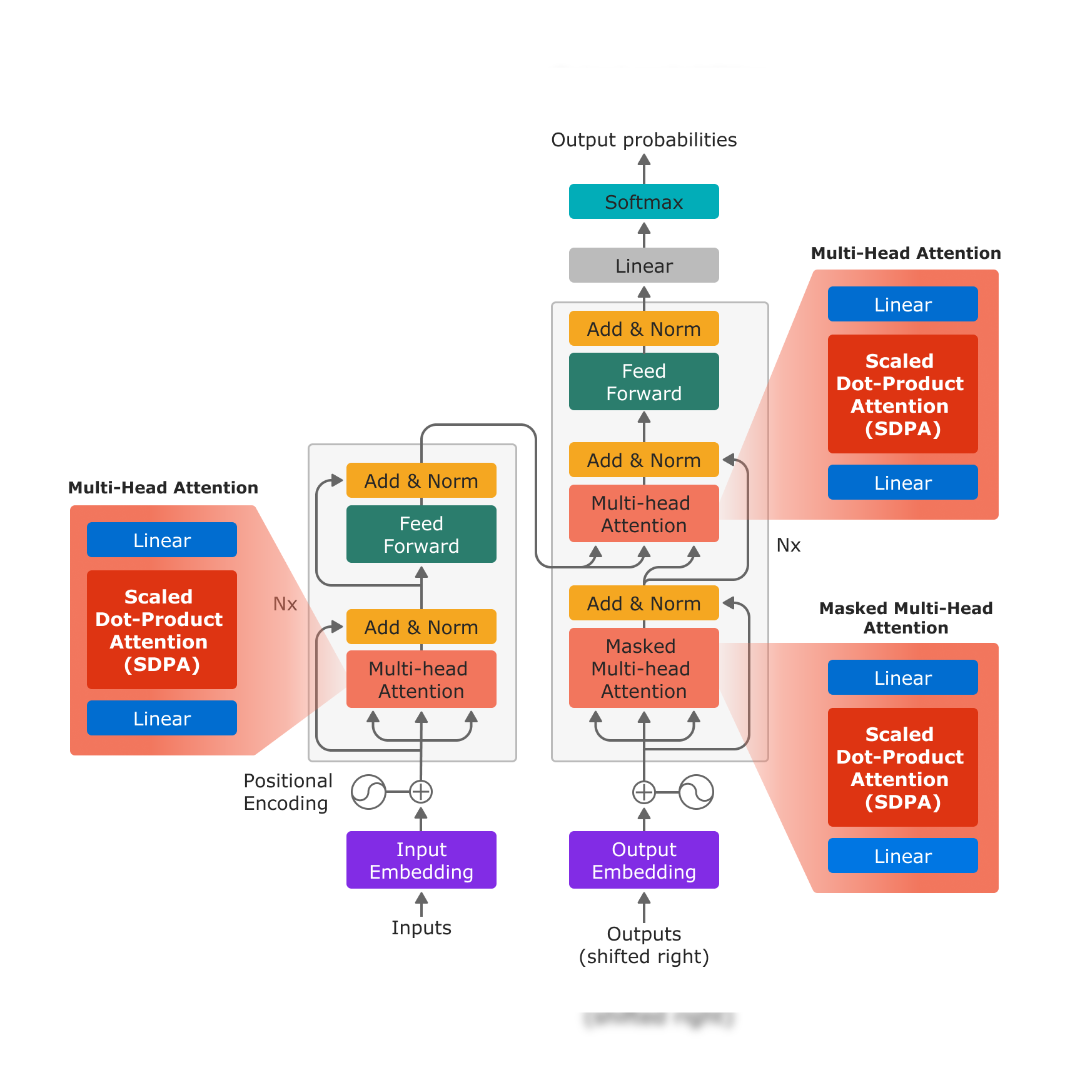 Output probabilities
Softmax
Linear
Add & Norm
Feed
Forward
Add & Norm
Multi-head
Attention
Nx
Add & Norm
Masked
Multi-head
Attention
Output
Embedding
Outputs
(shifted right)
Multi-Head Attention
Linear
Scaled
Dot-Product
Attention
(SDPA)
Linear
Masked Multi-Head
Attention
Linear
Scaled
Dot-Product
Attention
(SDPA)
Linear
Add & Norm
Feed
Forward
Nx
Add & Norm
Multi-head
Attention
Positional
Encoding
Input
Embedding
Inputs
Multi-Head Attention
Linear
Scaled
Dot-Product
Attention
(SDPA)
Linear
(shifted right)